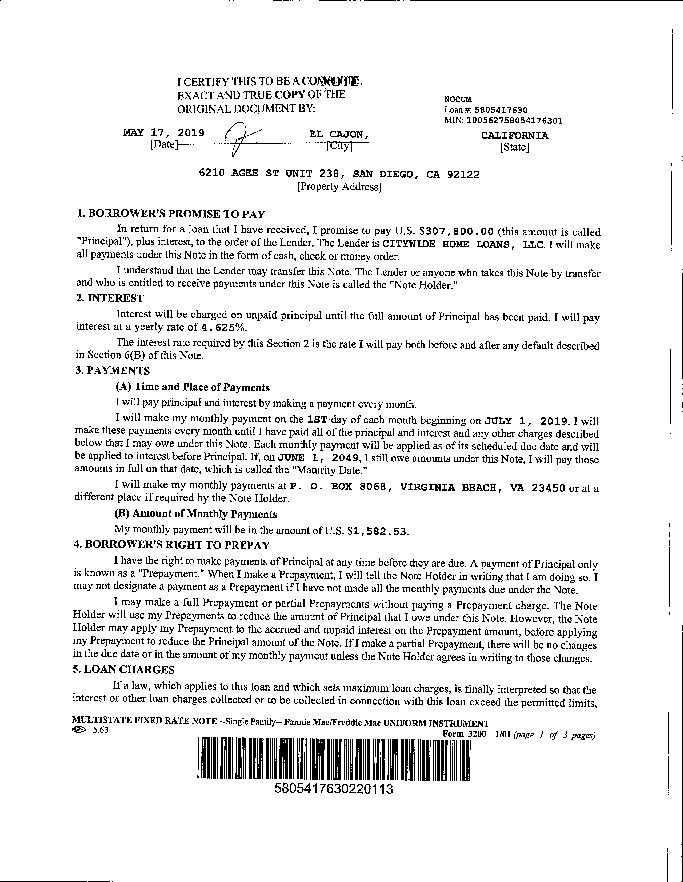 I CERTIFY THIS TO BE A
EXACT AND TRUE COPY OF THE
ORIGINAL DOCUMENT BY:
NOCUM
Loan #: 5805417630
MIN: 100562758054176301
MAY 17, 2019 EL CAJON, CALIFORNIA
[Date] [City] [State]
6210 AGEE ST UNIT 238, SAN DIEGO, CA 92122
[Property Address]
1. BORROWER'S PROMISE TO PAY
In return for a loan that I have received, I promise to pay U.S. $307,800.00 (this amount is called
"Principal"), plus interest, to the order of the Lender. The Lender is CITYWIDE HOME LOANS, LLC. I will make
all payments under this Note in the form of cash, check or money order.
I understand that the Lender may transfer this Note. The Lender or anyone who takes this Note by transfer
and who is entitled to receive payments under this Note is called the "Note Holder."
2. INTEREST
Interest will be charged on unpaid principal until the full amount of Principal has been paid. I will pay
interest at a yearly rate of 4.625%.
The interest rate required by this Section 2 is the rate I will pay both before and after any default described
in Section 6(B) of this Note.
3. PAYMENTS
(A) Time and Place of Payments
I will pay principal and interest by making a payment every month.
I will make my monthly payment on the 1ST day of each month beginning on JULY 1, 2019. I will
make these payments every month until I have paid all of the principal and interest and any other charges described
below that I may owe under this Note. Each monthly payment will be applied as of its scheduled due date and will
be applied to interest before Principal. If, on JUNE 1, 2049, I still owe amounts under this Note, I will pay those
amounts in full on that date, which is called the "Maturity Date."
I will make my monthly payments at P. O. BOX 8068, VIRGINIA BEACH, VA 23450 or at a
different place if required by the Note Holder.
(B) Amount of Monthly Payments
My monthly payment will be in the amount of U.S. $1,582.53.
4. BORROWER'S RIGHT TO PREPAY
I have the right to make payments of Principal at any time before they are due. A payment of Principal only
is known as a "Prepayment." When I make a Prepayment, I will tell the Note Holder in writing that I am doing so. I
may not designate a payment as a Prepayment if I have not made all the monthly payments due under the Note.
I may make a full Prepayment or partial Prepayments without paying a Prepayment charge. The Note
Holder will use my Prepayments to reduce the amount of Principal that I owe under this Note. However, the Note
Holder may apply my Prepayment to the accrued and unpaid interest on the Prepayment amount, before applying
my Prepayment to reduce the Principal amount of the Note. If I make a partial Prepayment, there will be no changes
in the due date or in the amount of my monthly payment unless the Note Holder agrees in writing to those changes.
5. LOAN CHARGES
If a law, which applies to this loan and which sets maximum loan charges, is finally interpreted so that the
interest or other loan charges collected or to be collected in connection with this loan exceed the permitted limits,
MULTISTATE FIXED RATE NOTE--Single Family--Fannie Mae/Freddie Mac UNIFORM INSTRUMENT
5.63 Form 3200 1/01 (page 1 of 3 pages)
5805417630220113